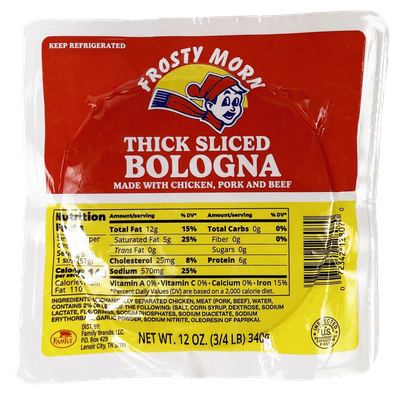 KEEP REFRIGERATED
FROSTY MORN
THICK SLICED
BOLOGNA
MADE WITH CHICKEN, PORK AND BEEF
Nutrition
Amount/serving %DV*
Total Fat 12g 15%
Saturated Fat 5g 25%
Trans Fat 0g
Cholesterol 25mg 8%
Sodium 570mg 25%
Amount/serving %DV*
Total Carbs 0g 0%
Fiber 0g 0%
Sugars 0g
Protein 6g
Calories
Fat 110
Vitamin A 0% • Vitamin C 0% • Calcium 0% • Iron 15%
*Percent Daily Values (DV) are based on a 2,000 calorie diet.
SEPARATED CHICKEN, MEAT (PORK, BEEF), WATER,
CONTAINS 2% OF THE FOLLOWING: (SALT, CORN SYRUP, DEXTROSE, SODIUM
LACTATE, FLAVORINGS, SODIUM PHOSPHATES, SODIUM DIACETATE, SODIUM
GARLIC POWDER, SODIUM NITRITE, OLEORESIN OF PAPRIKA).
FAMILY
Family Brands, LLC.
P.O. Box 429
Lenoir City, TN
NET WT. 12 OZ. (3/4 LB) 340g
INSPECTED
U.S.